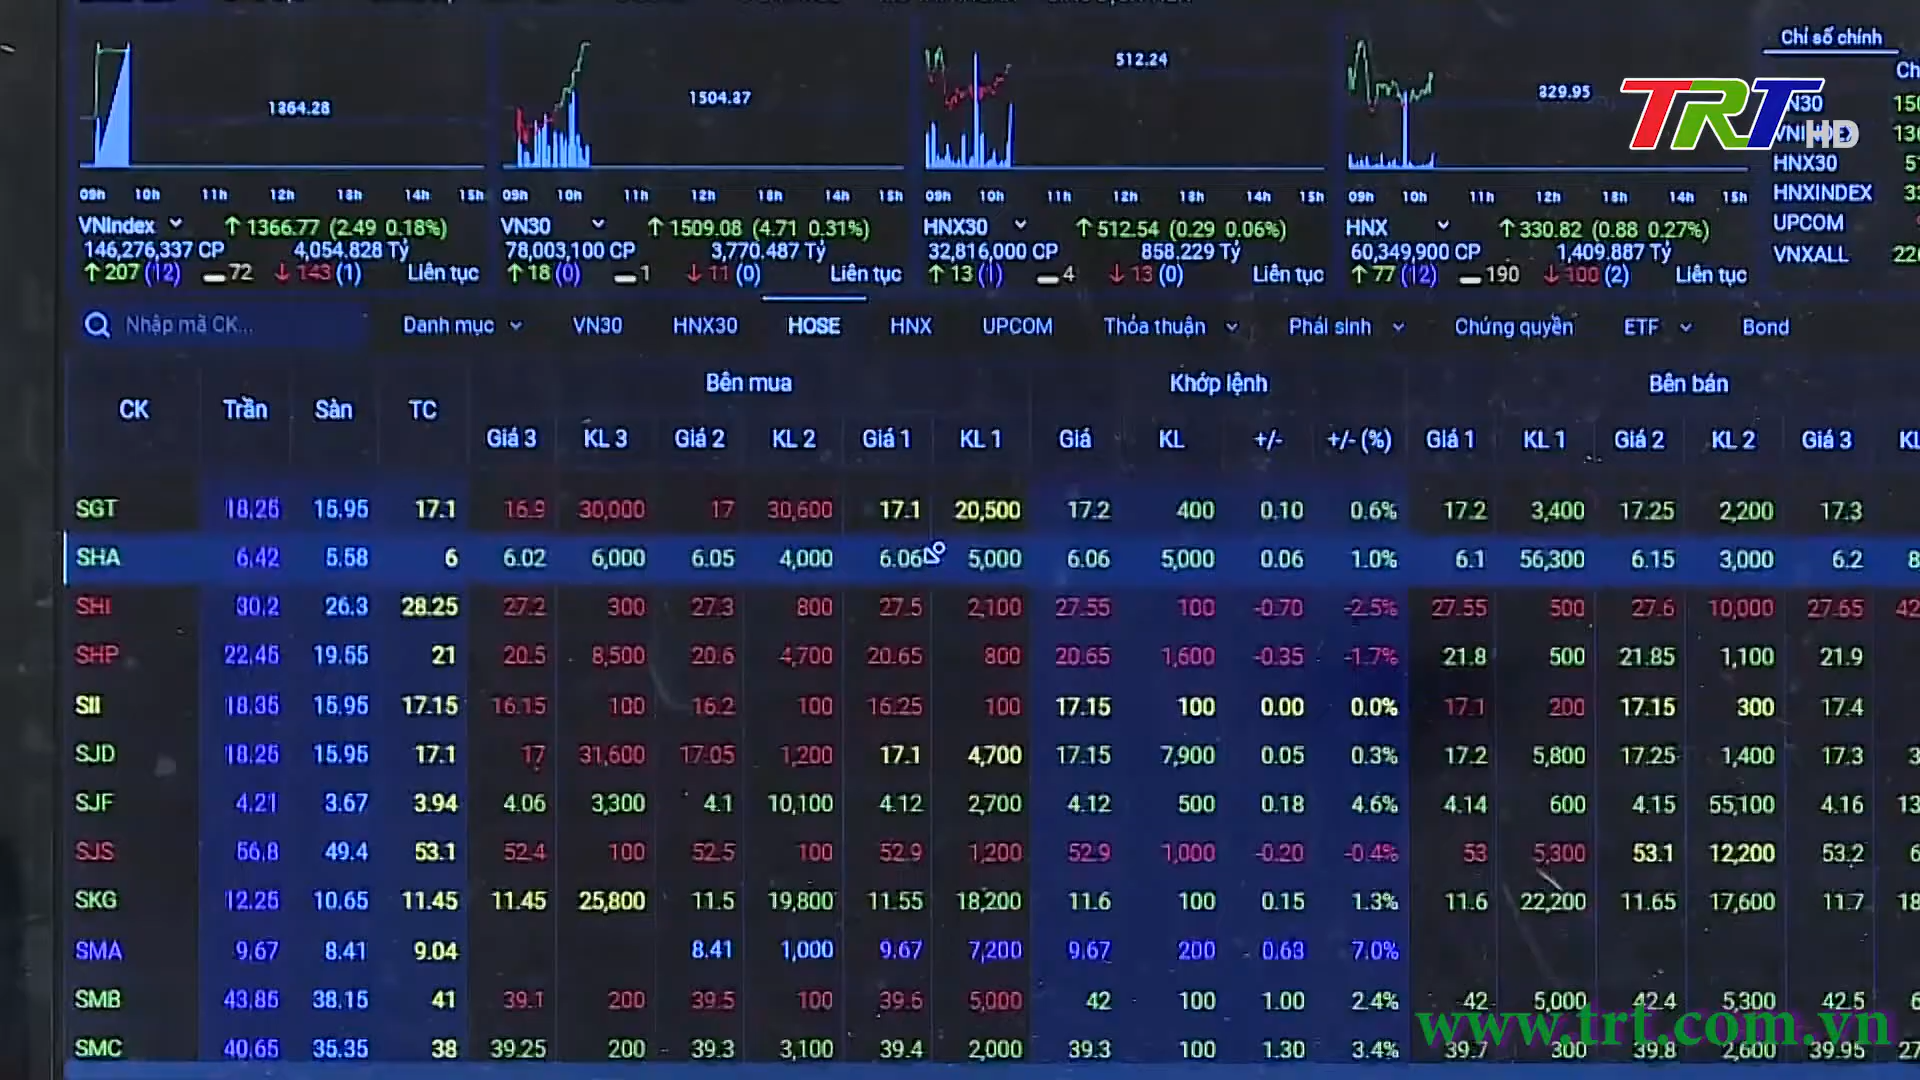 Chỉ số chính
TRT HD
1364.28
1504.37
512.24
329.95
VN30
VNINDEX
HNX30
HNXINDEX
UPCOM
VNXALL
09h 10h 11h 12h 13h 14h 15h
09h 10h 11h 12h 13h 14h 15h
09h 10h 11h 12h 13h 14h 15h
09h 10h 11h 12h 13h 14h 15h
VNIndex ↑ 1366.77 (2.49 0.18%)
146,276,337 CP 4,054.828 Tỷ
↑ 207 (12) 72 ↓ 143 (1) Liên tục
VN30 ↑ 1509.08 (4.71 0.31%)
78,003,100 CP 3,770.487 Tỷ
↑ 18 (0) 1 ↓ 11 (0) Liên tục
HNX30 ↑ 512.54 (0.29 0.06%)
32,816,000 CP 858.229 Tỷ
↑ 13 (1) 4 ↓ 13 (0) Liên tục
HNX ↑ 330.82 (0.88 0.27%)
60,349,900 CP 1,409.887 Tỷ
↑ 77 (12) 190 ↓ 100 (2) Liên tục
Nhập mã CK... Danh mục VN30 HNX30 HOSE HNX UPCOM Thỏa thuận Phái sinh Chứng quyền ETF Bond
CK Trần Sàn TC Bên mua Khớp lệnh Bên bán
Giá 3 KL 3 Giá 2 KL 2 Giá 1 KL 1 Giá KL +/- +/- (%) Giá 1 KL 1 Giá 2 KL 2 Giá 3
SGT 18.25 15.95 17.1 16.9 30,000 17 30,600 17.1 20,500 17.2 400 0.10 0.6% 17.2 3,400 17.25 2,200 17.3
SHA 6.42 5.58 6 6.02 6,000 6.05 4,000 6.06 5,000 6.06 5,000 0.06 1.0% 6.1 56,300 6.15 3,000 6.2
SHI 30.2 26.3 28.25 27.2 300 27.3 800 27.5 2,100 27.55 100 -0.70 -2.5% 27.55 500 27.6 10,000 27.65
SHP 22.45 19.55 21 20.5 8,500 20.6 4,700 20.65 800 20.65 1,600 -0.35 -1.7% 21.8 500 21.85 1,100 21.9
SII 18.35 15.95 17.15 16.15 100 16.2 100 16.25 100 17.15 100 0.00 0.0% 17.1 200 17.15 300 17.4
SJD 18.25 15.95 17.1 17 31,600 17.05 1,200 17.1 4,700 17.15 7,900 0.05 0.3% 17.2 5,800 17.25 1,400 17.3
SJF 4.21 3.67 3.94 4.06 3,300 4.1 10,100 4.12 2,700 4.12 500 0.18 4.6% 4.14 600 4.15 55,100 4.16
SJS 56.8 49.4 53.1 52.4 100 52.5 100 52.9 1,200 52.9 1,000 -0.20 -0.4% 53 5,300 53.1 12,200 53.2
SKG 12.25 10.65 11.45 11.45 25,800 11.5 19,800 11.55 18,200 11.6 100 0.15 1.3% 11.6 22,200 11.65 17,600 11.7
SMA 9.67 8.41 9.04 8.41 1,000 9.67 7,200 9.67 200 0.63 7.0%
SMB 43.85 38.15 41 39.1 200 39.5 100 39.6 5,000 42 100 1.00 2.4% 42 5,000 42.4 5,300 42.5
SMC 40.65 35.35 38 39.25 200 39.3 3,100 39.4 2,000 39.3 100 1.30 3.4% 39.7 300 39.8 2,600 39.95
www.trt.com.vn